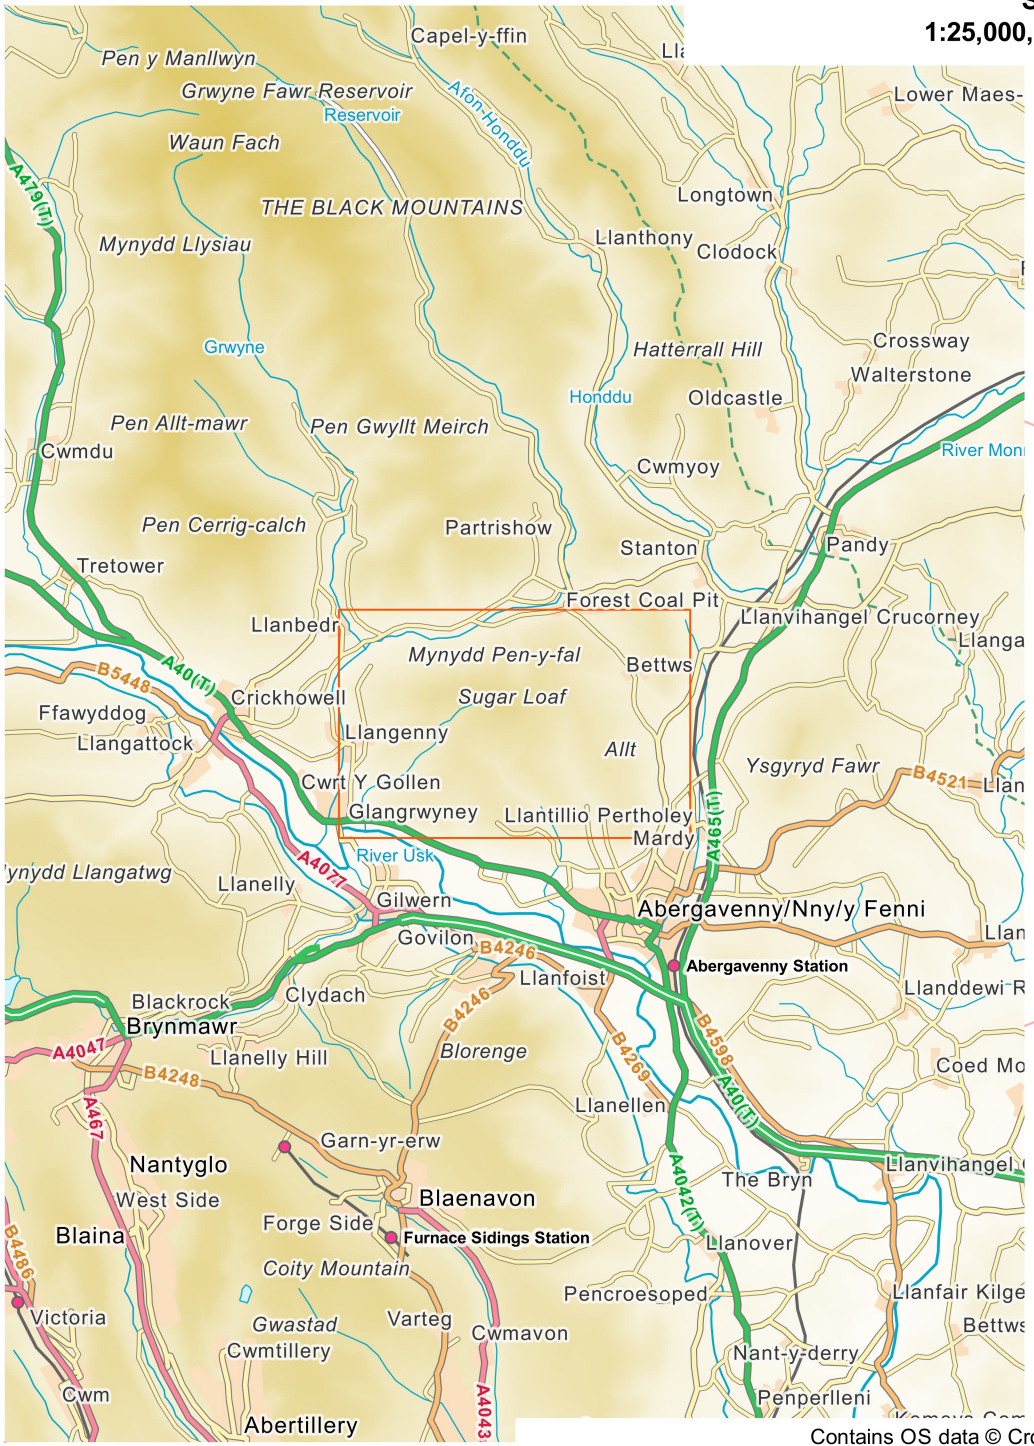 1:25,000,
Capel-y-ffin
Pen y Manllwyn
Grwyne Fawr Reservoir
Reservoir
Afon-Honddu
Lower Maes-
Waun Fach
A479(T)
THE BLACK MOUNTAINS
Longtown
Mynydd Llysiau
Llanthony
Clodock
Grwyne
Hatterrall Hill
Crossway
Walterstone
Honddu
Oldcastle
Pen Allt-mawr
Pen Gwyllt Meirch
Cwmdu
River Mon
Cwmyoy
Pen Cerrig-calch
Partrishow
Stanton
Pandy
Tretower
Forest Coal Pit
Llanbedr
Llanvihangel Crucorney
Llanga
Mynydd Pen-y-fal
Bettws
A40(T)
B5448
Crickhowell
Sugar Loaf
Ffawyddog
Llangattock
Llangenny
Allt
Ysgyryd Fawr
B4521
Llan
Cwrt Y Gollen
Glangrwyney
Llantillio Pertholey
Mardy
A465(T)
River Usk
A4077
ynydd Llangatwg
Llanelly
Gilwern
Abergavenny/Nny/y Fenni
Govilon
B4246
Llan
Abergavenny Station
Llanfoist
Llanddewi R
Blackrock
Clydach
Brynmawr
B4246
B4598
A4047
Llanelly Hill
Blorenge
B4269
Coed Mo
B4248
A40(T)
A467
Llanellen
Garn-yr-erw
Nantyglo
Llanvihangel
A4042(T)
The Bryn
West Side
Blaenavon
Blaina
Forge Side
Furnace Sidings Station
B4486
Llanover
Coity Mountain
Pencroesoped
Llanfair Kilge
Victoria
Gwastad
Varteg
Cwmavon
Bettws
Cwmtillery
Nant-y-derry
Cwm
A4043
Penperlleni
Abertillery
Contains OS data © Cro